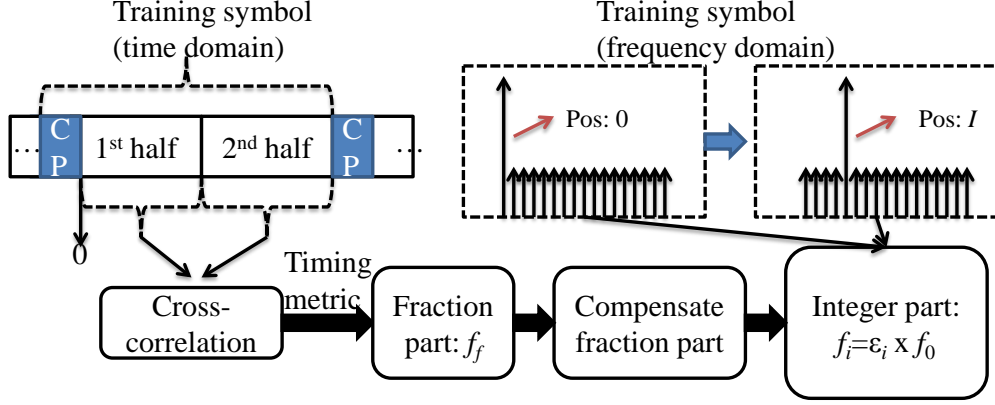 Training symbol
(time domain)
Training symbol
(frequency domain)
... C P 1st half 2nd half C P ...
Pos: 0
Pos: I
0
Timing
metric
Cross-
correlation
Fraction
part: ff
Compensate
fraction part
Integer part:
fi=εi x f0